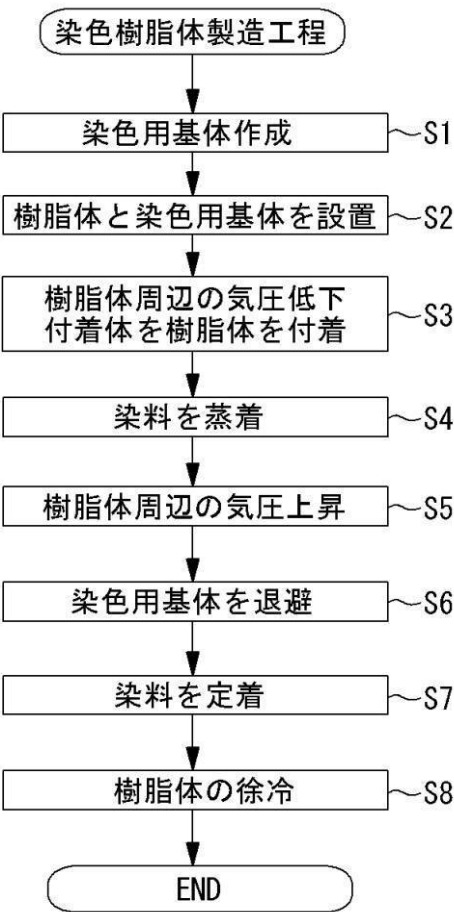 染色樹脂体製造工程
染色用基体作成
S1
樹脂体と染色用基体を設置
S2
樹脂体周辺の気圧低下
付着体を樹脂体を付着
S3
染料を蒸着
S4
樹脂体周辺の気圧上昇
S5
染色用基体を退避
S6
染料を定着
S7
樹脂体の徐冷
S8
END